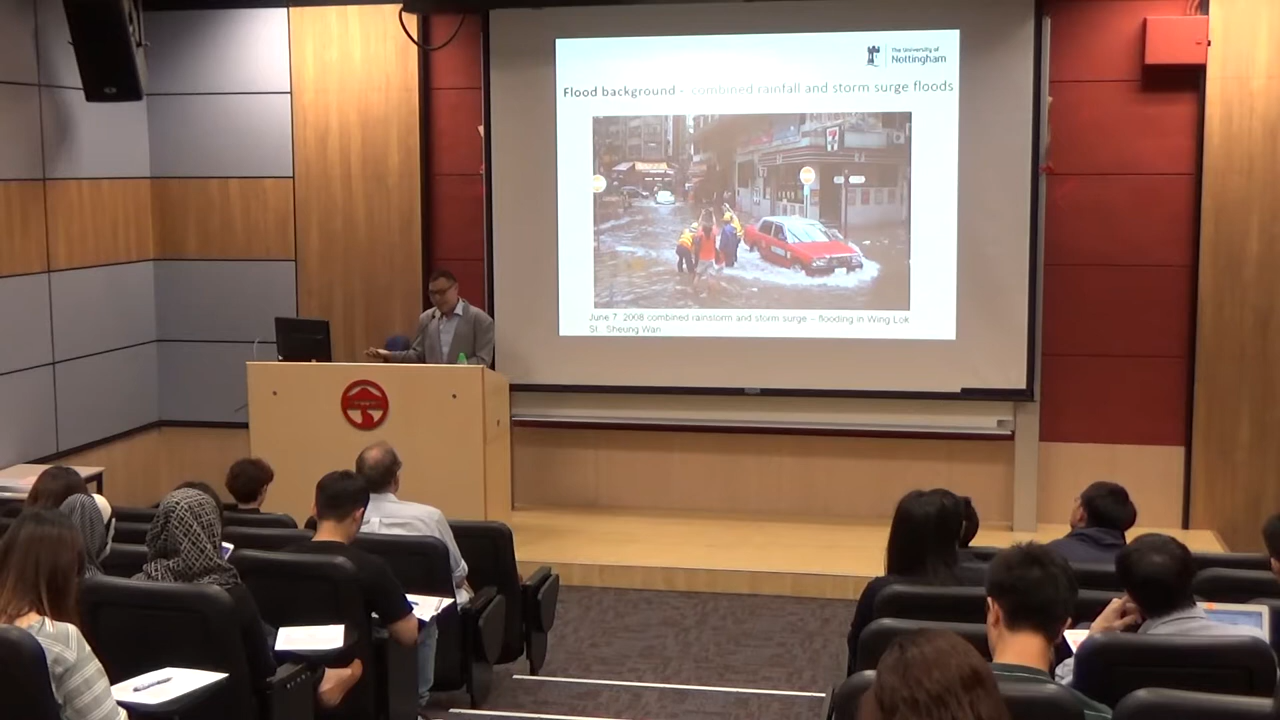 The University of
Nottingham
Flood background - combined rainfall and storm surge floods
7
June 7 2008 combined rainstorm and storm surge – flooding in Wing Lok
St. Sheung Wan